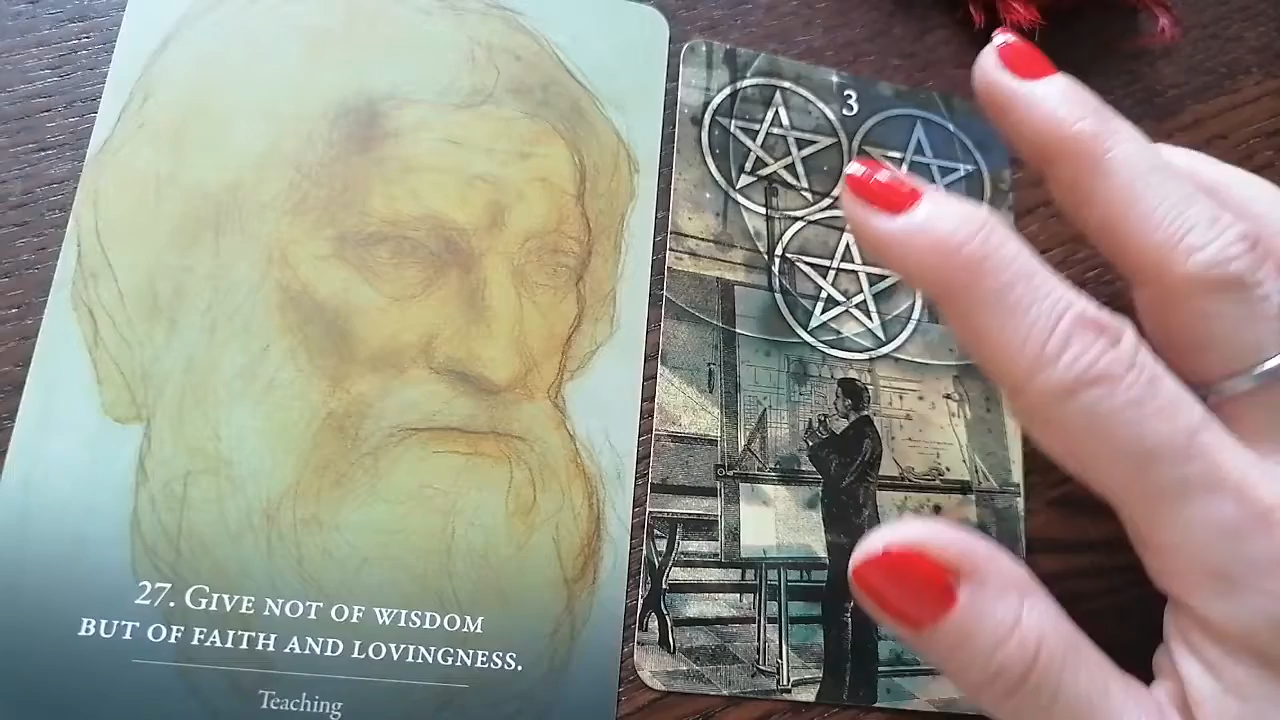 3
27. GIVE NOT OF WISDOM
BUT OF FAITH AND LOVINGNESS.
Teaching